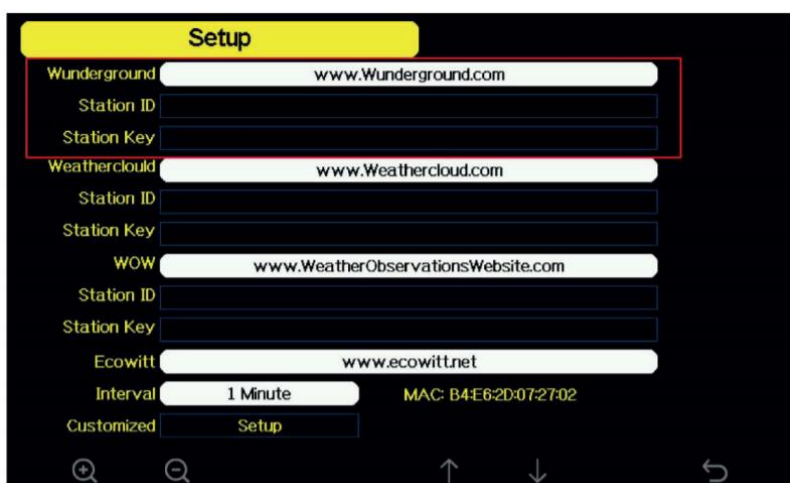 Setup
Wunderground www.Wunderground.com
Station ID
Station Key
Weatherclould www.Weathercloud.com
Station ID
Station Key
WOW www.WeatherObservationsWebsite.com
Station ID
Station Key
Ecowitt www.ecowitt.net
Interval 1 Minute MAC: B4:E6:2D:07:27:02
Customized Setup